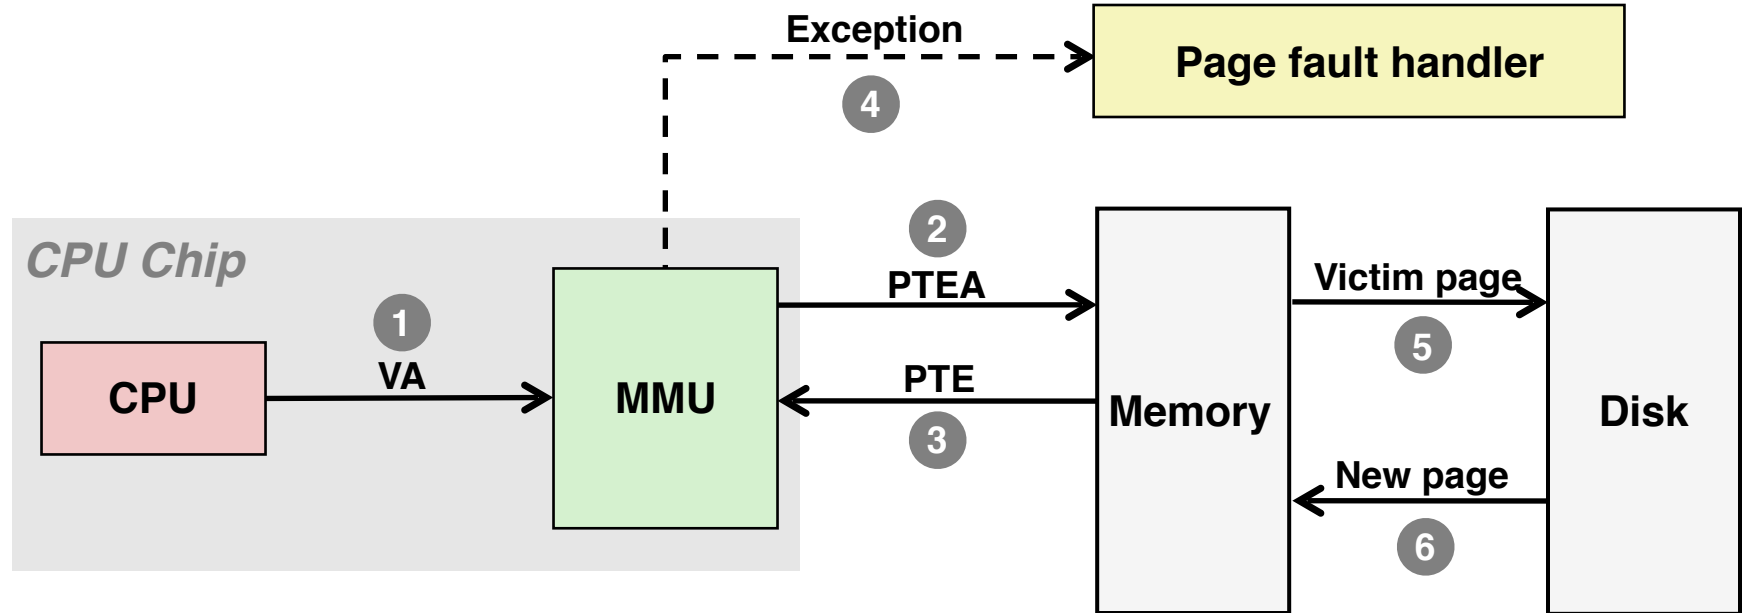 Exception
Page fault handler
4
CPU Chip
2
PTEA
Victim page
1
VA
5
CPU
MMU
PTE
Memory
Disk
3
New page
6